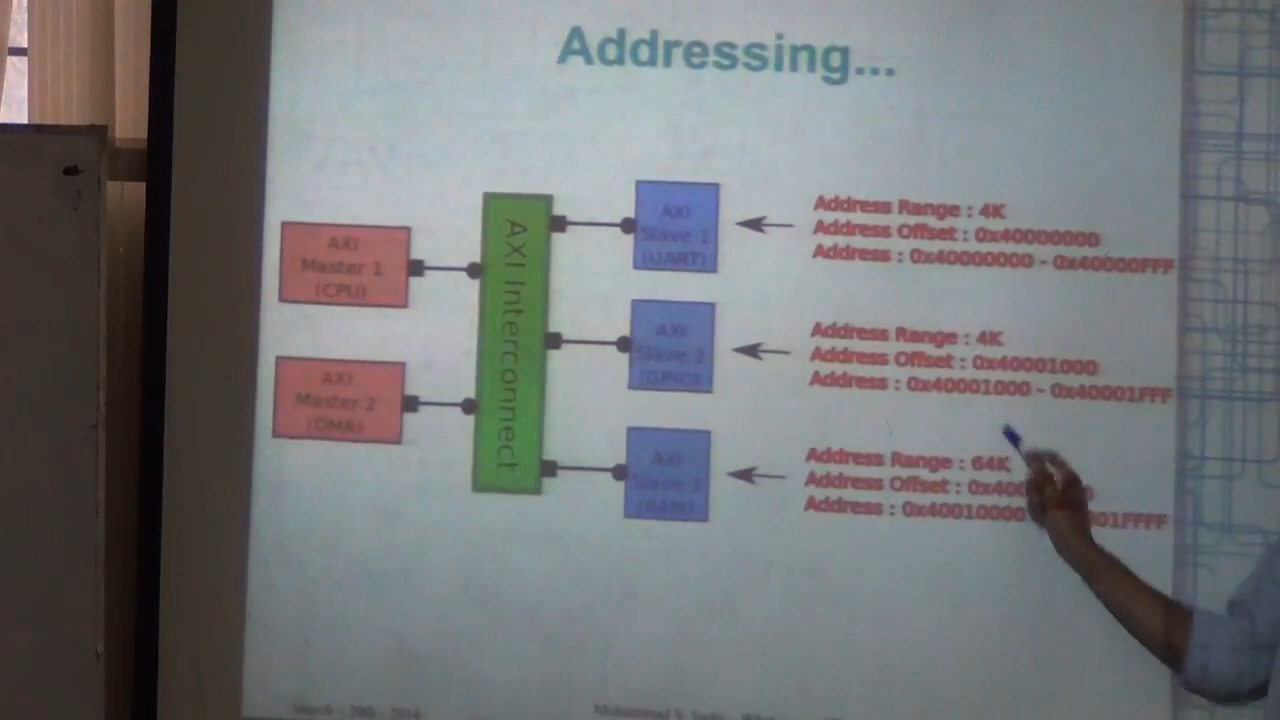 Addressing...
AXI
Master 1
(CPU)
AXI
Master 2
(DMA)
AXI Interconnect
AXI
Slave 1
(UART)
AXI
Slave 2
(GPIO)
AXI
Slave 3
(RAM)
Address Range : 4K
Address Offset : 0x40000000
Address : 0x40000000 - 0x40000FFF
Address Range : 4K
Address Offset : 0x40001000
Address : 0x40001000 - 0x40001FFF
Address Range : 64K
Address Offset :
Address : 0x40010000